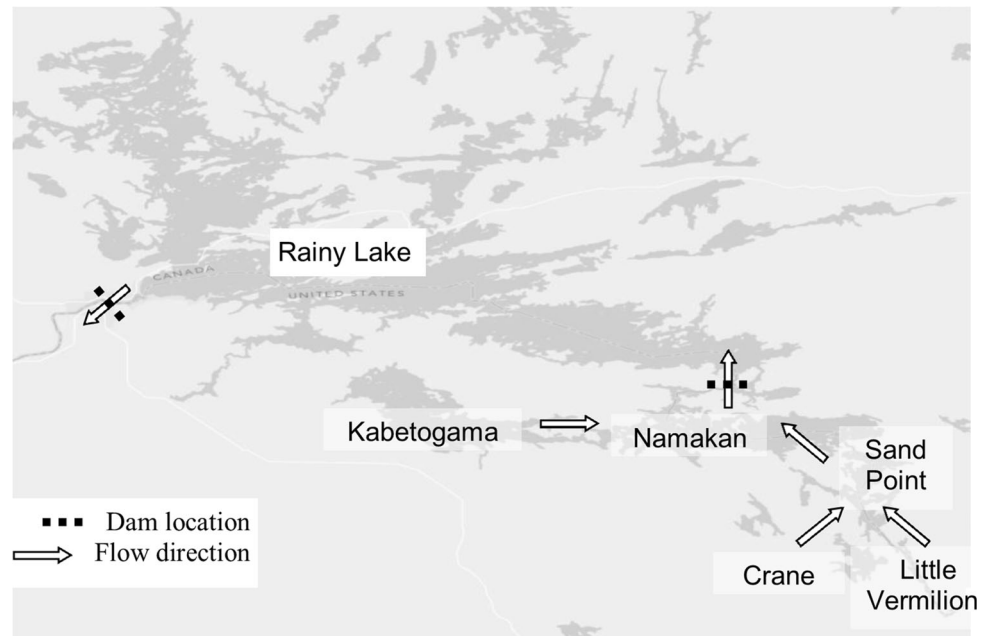 Rainy Lake
CANADA
UNITED STATES
Kabetogama
Namakan
Sand
Point
Crane
Little
Vermilion
Dam location
Flow direction